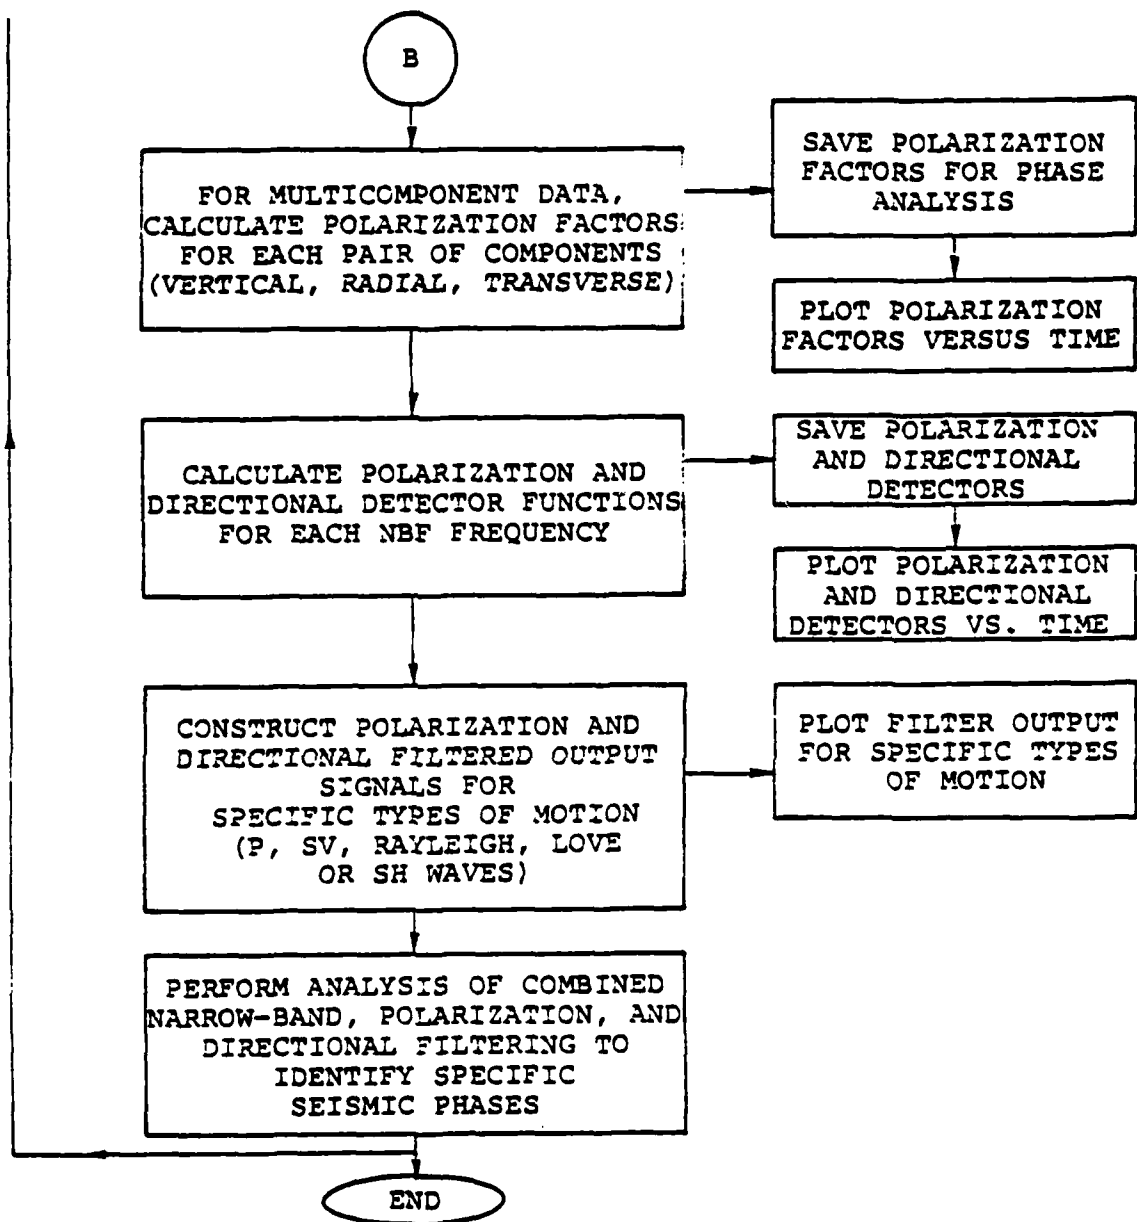 B
FOR MULTICOMPONENT DATA,
CALCULATE POLARIZATION FACTORS
FOR EACH PAIR OF COMPONENTS
(VERTICAL, RADIAL, TRANSVERSE)
SAVE POLARIZATION
FACTORS FOR PHASE
ANALYSIS
PLOT POLARIZATION
FACTORS VERSUS TIME
CALCULATE POLARIZATION AND
DIRECTIONAL DETECTOR FUNCTIONS
FOR EACH NBF FREQUENCY
SAVE POLARIZATION
AND DIRECTIONAL
DETECTORS
PLOT POLARIZATION
AND DIRECTIONAL
DETECTORS VS. TIME
CONSTRUCT POLARIZATION AND
DIRECTIONAL FILTERED OUTPUT
SIGNALS FOR
SPECIFIC TYPES OF MOTION
(P, SV, RAYLEIGH, LOVE
OR SH WAVES)
PLOT FILTER OUTPUT
FOR SPECIFIC TYPES
OF MOTION
PERFORM ANALYSIS OF COMBINED
NARROW-BAND, POLARIZATION, AND
DIRECTIONAL FILTERING TO
IDENTIFY SPECIFIC
SEISMIC PHASES
END